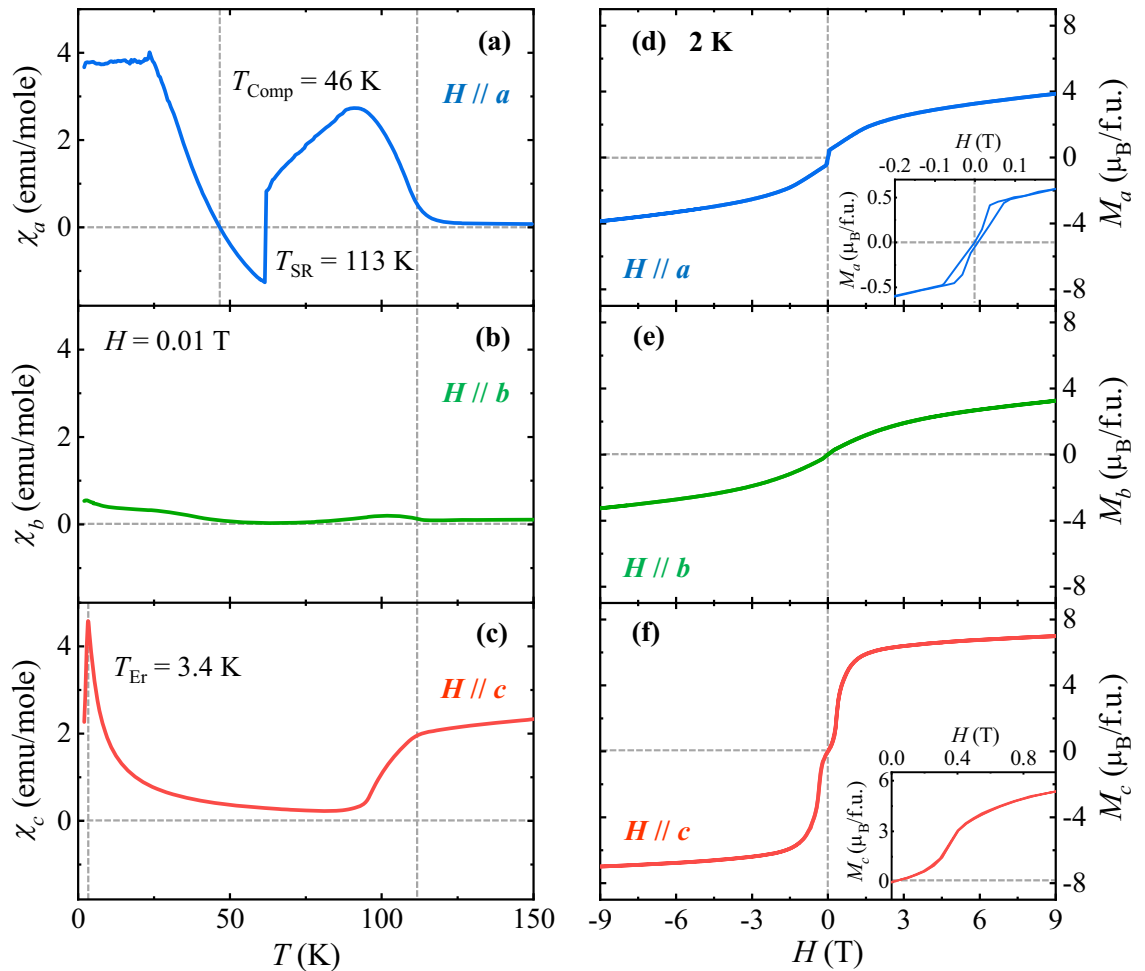 (a)
T_Comp = 46 K
H // a
T_SR = 113 K
χ_a (emu/mole)
4
2
0
H = 0.01 T
(b)
H // b
χ_b (emu/mole)
4
2
0
(c)
T_Er = 3.4 K
H // c
χ_c (emu/mole)
4
2
0
0 25 50 75 100 125 150
T (K)
(d) 2 K
H // a
M_a (μ_B/f.u.)
8
4
0
-4
-8
H (T)
-0.2 -0.1 0.0 0.1
M_a (μ_B/f.u.)
0.5
0.0
-0.5
(e)
H // b
M_b (μ_B/f.u.)
8
4
0
-4
-8
(f)
H // c
M_c (μ_B/f.u.)
8
4
0
-4
-8
H (T)
0.0 0.4 0.8
M_c (μ_B/f.u.)
6
3
0
-9 -6 -3 0 3 6 9
H (T)